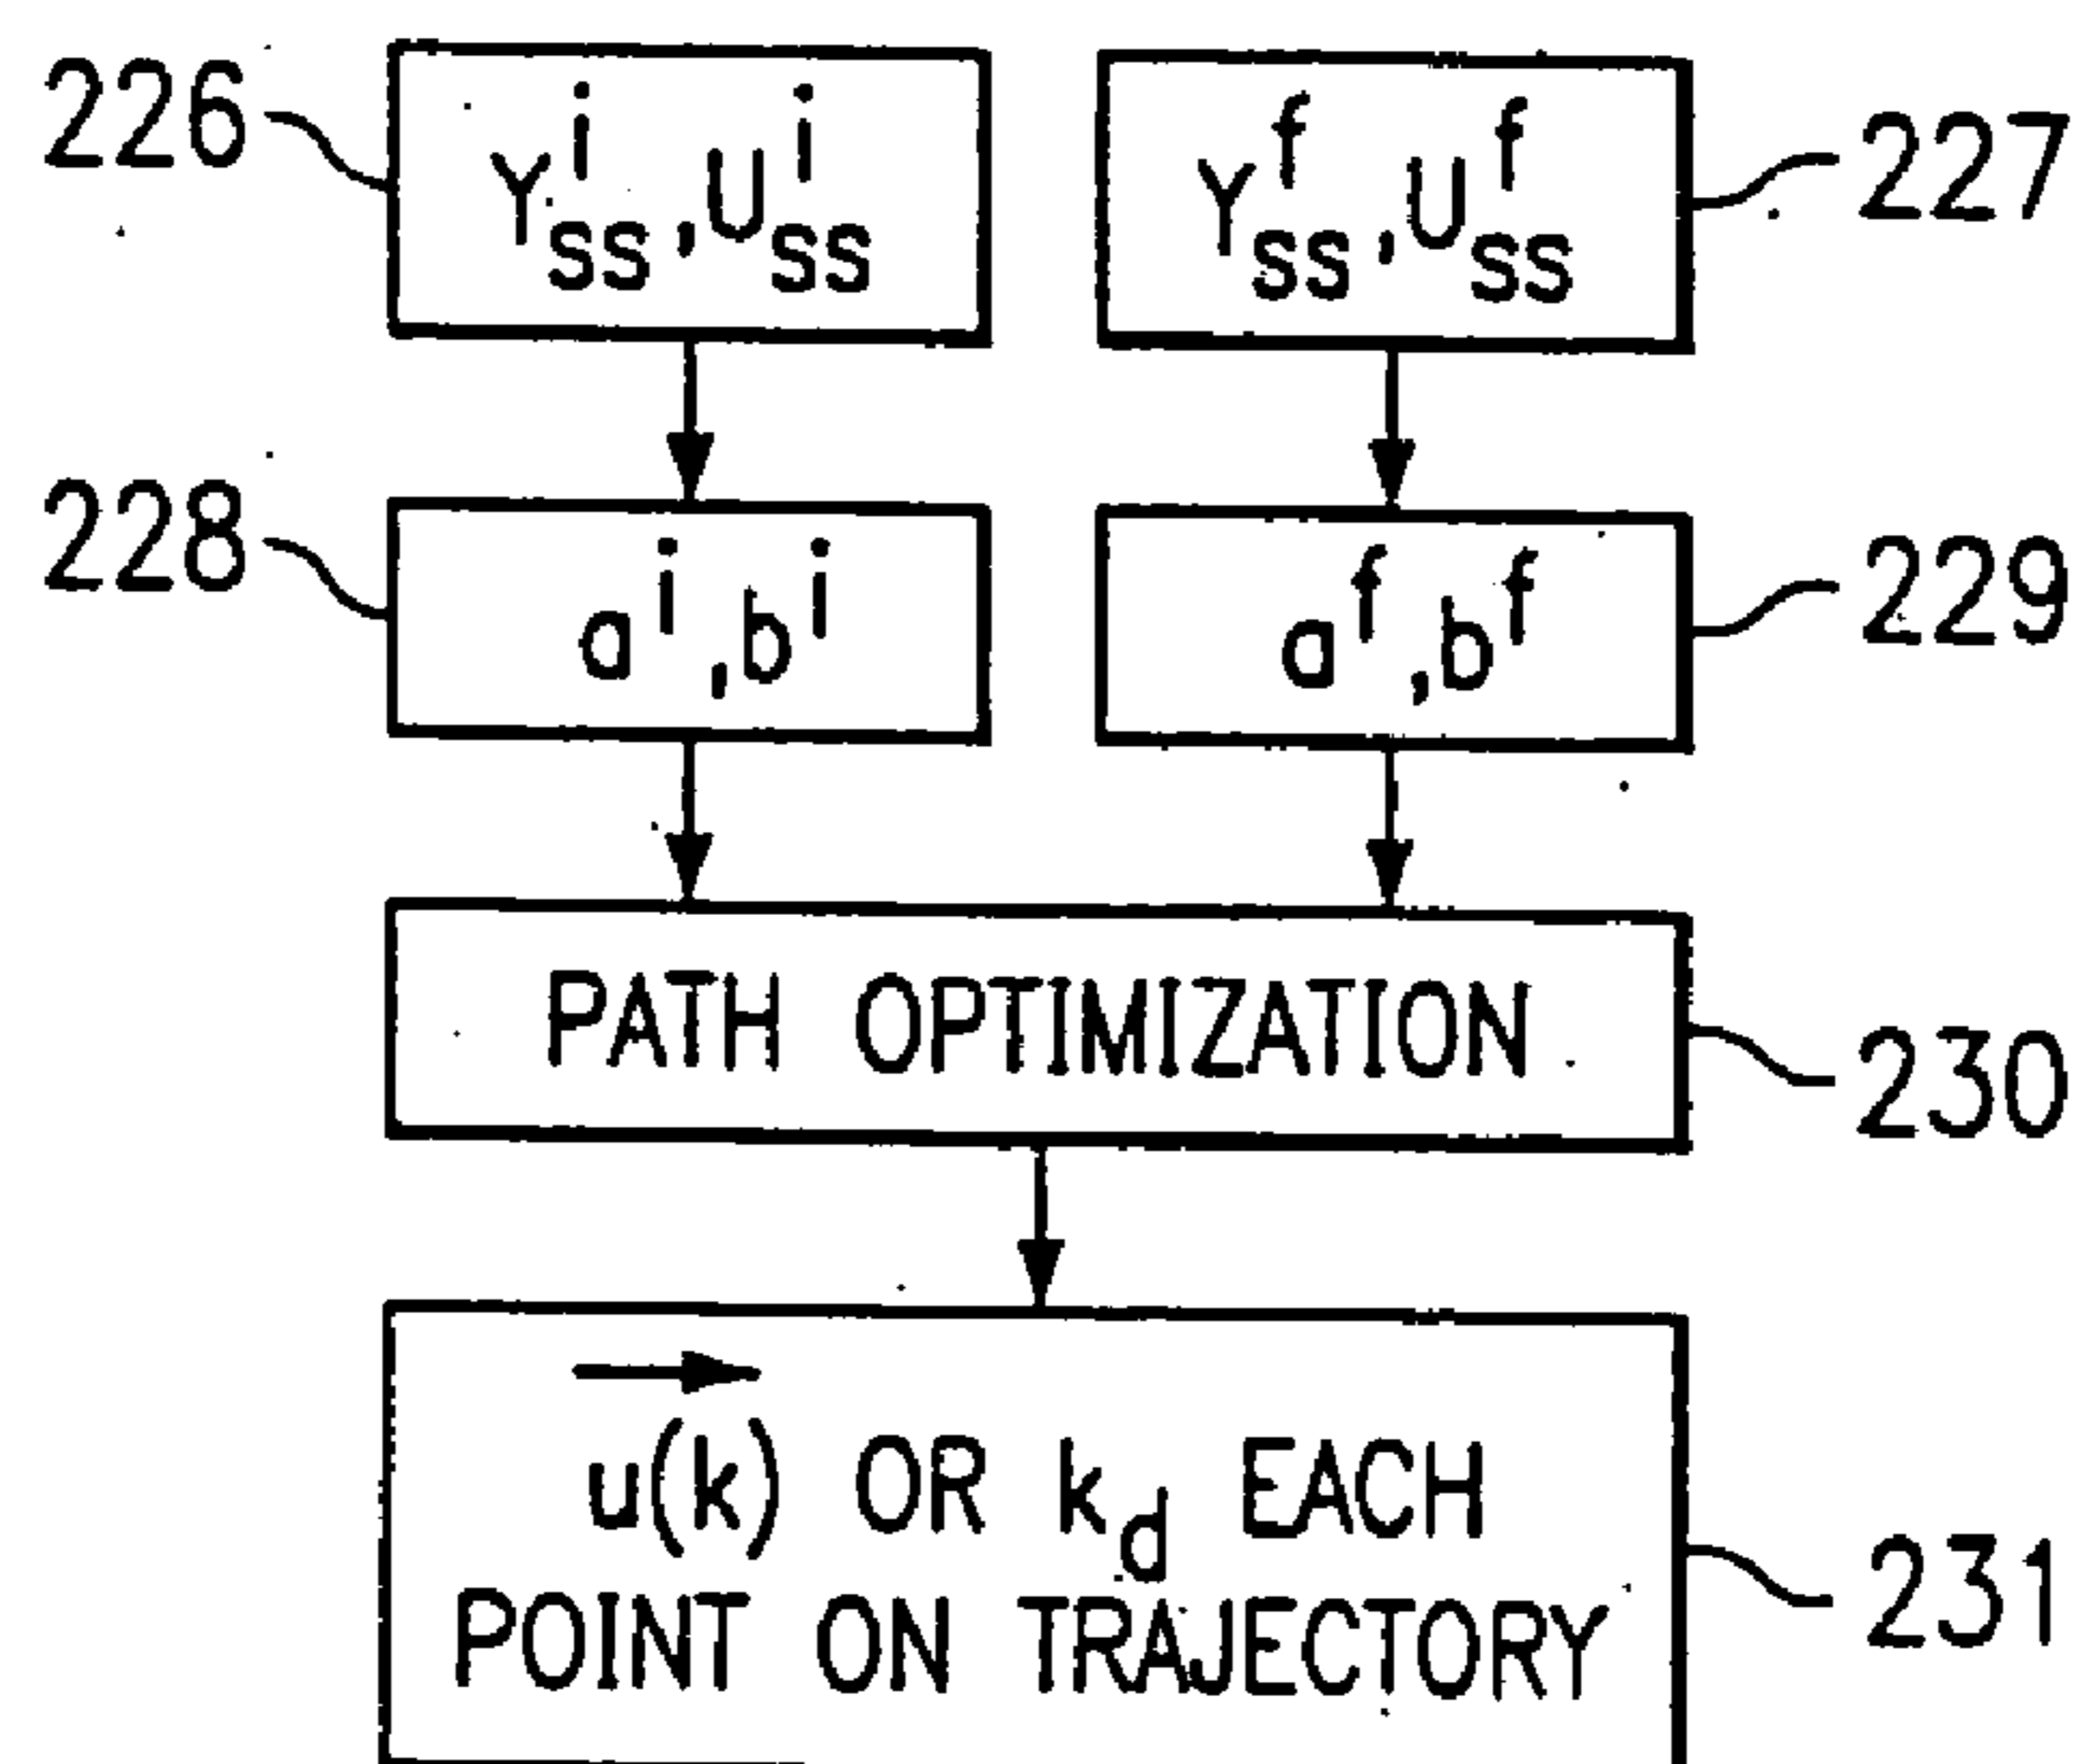 226 Y^i_ss, U^i_ss Y^f_ss, U^f_ss 227
228 a^i, b^i a^f, b^f 229
PATH OPTIMIZATION 230
u(k) OR k_d EACH
POINT ON TRAJECTORY 231